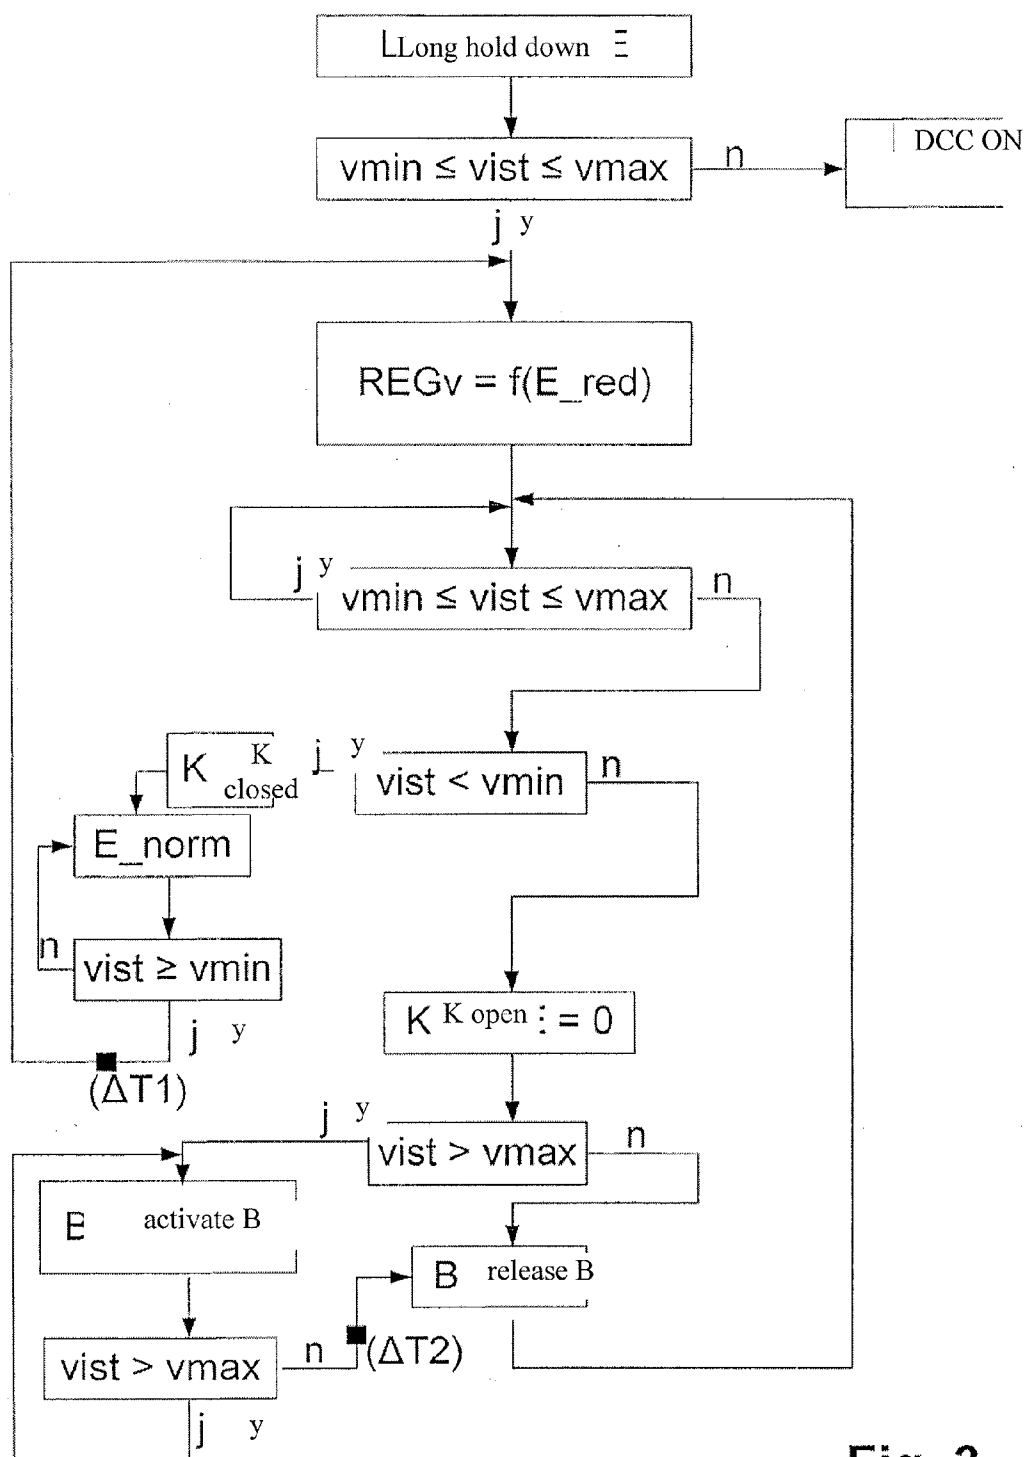 LLong hold down
vmin ≤ vist ≤ vmax
n
DCC ON
j y
REGv = f(E_red)
j y
vmin ≤ vist ≤ vmax
n
K K closed
j y
vist < vmin
n
E_norm
n
vist ≥ vmin
j y
(ΔT1)
K K open = 0
j y
vist > vmax
n
activate B
B release B
vist > vmax
n
(ΔT2)
j y